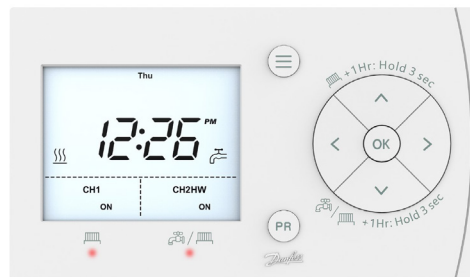 Thu
12:26 PM
CH1
CH2HW
ON
ON
+1Hr: Hold 3 sec
OK
+1Hr: Hold 3 sec
PR
Danfoss